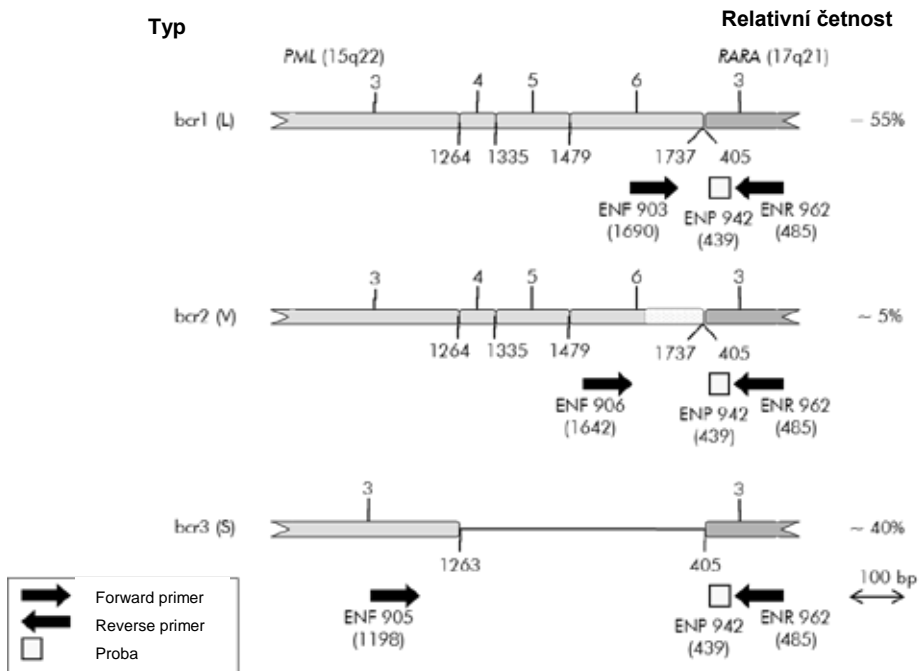 Typ
Relativní četnost
PML (15q22)
RARA (17q21)
3 4 5 6 3
bcr1 (L)
– 55%
1264 1335 1479 1737 405
ENF 903 ENP 942 ENR 962
(1690) (439) (485)
3 4 5 6 3
bcr2 (V)
~ 5%
1264 1335 1479 1737 405
ENF 906 ENP 942 ENR 962
(1642) (439) (485)
3 3
bcr3 (S)
~ 40%
1263 405
100 bp
ENF 905 ENP 942 ENR 962
(1198) (439) (485)
Forward primer
Reverse primer
Proba